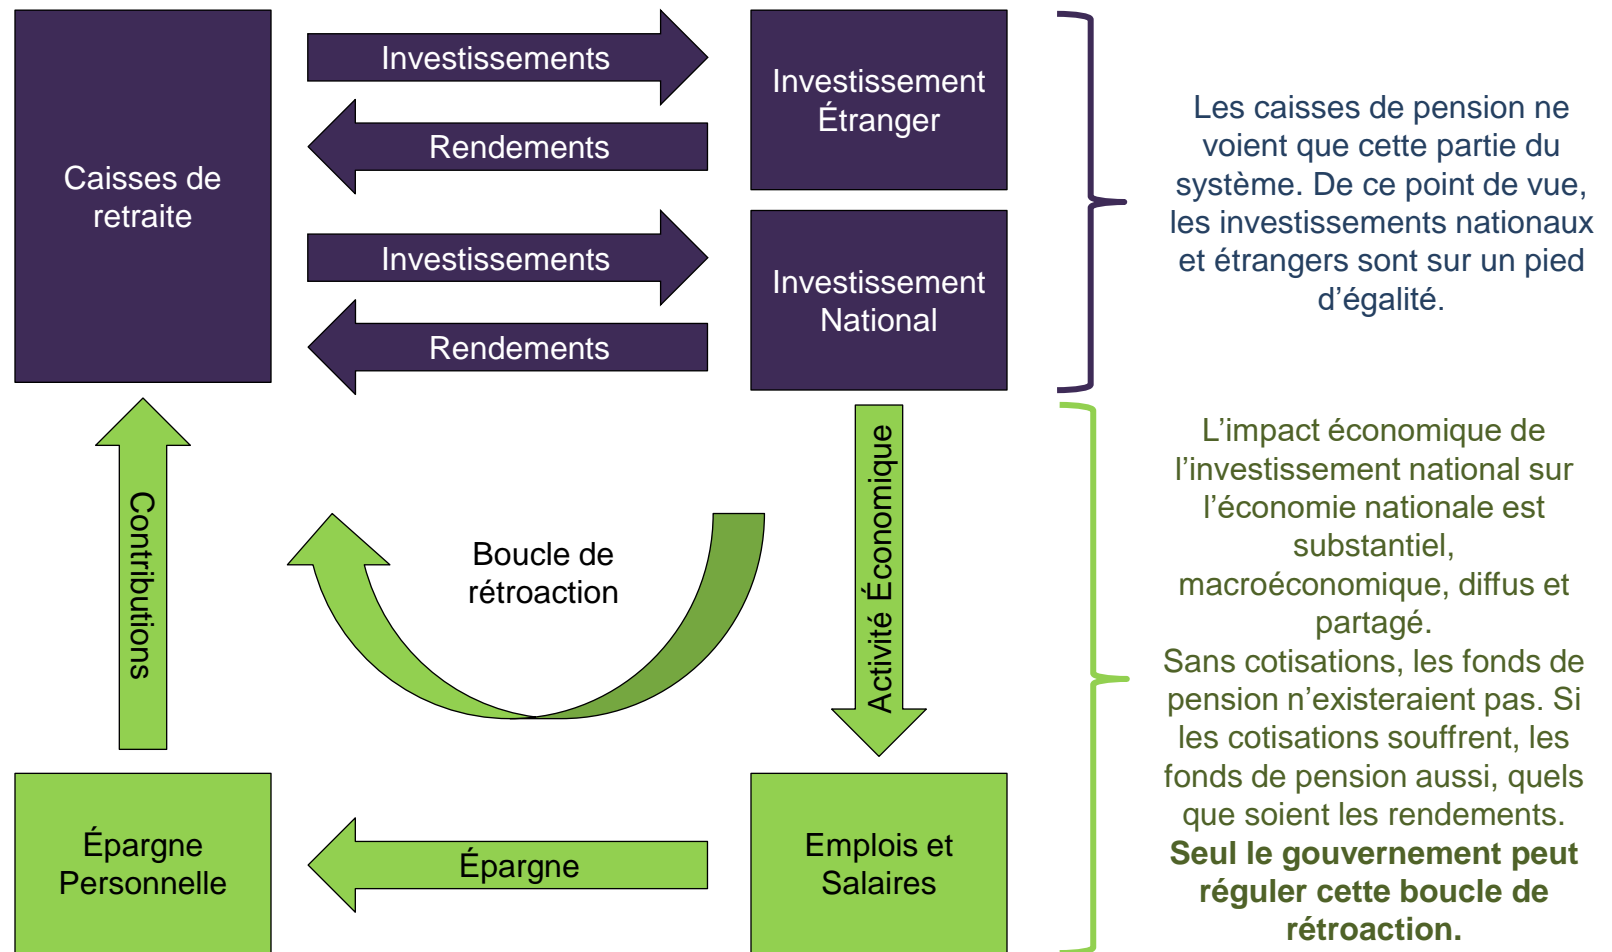 Caisses de
retraite
Investissements
Rendements
Investissements
Rendements
Investissement
Étranger
Investissement
National
Les caisses de pension ne
voient que cette partie du
système. De ce point de vue,
les investissements nationaux
et étrangers sont sur un pied
d’égalité.
Contributions
Boucle de
rétroaction
Activité Économique
L’impact économique de
l’investissement national sur
l’économie nationale est
substantiel,
macroéconomique, diffus et
partagé.
Sans cotisations, les fonds de
pension n’existeraient pas. Si
les cotisations souffrent, les
fonds de pension aussi, quels
que soient les rendements.
Seul le gouvernement peut
réguler cette boucle de
rétroaction.
Épargne
Personnelle
Épargne
Emplois et
Salaires